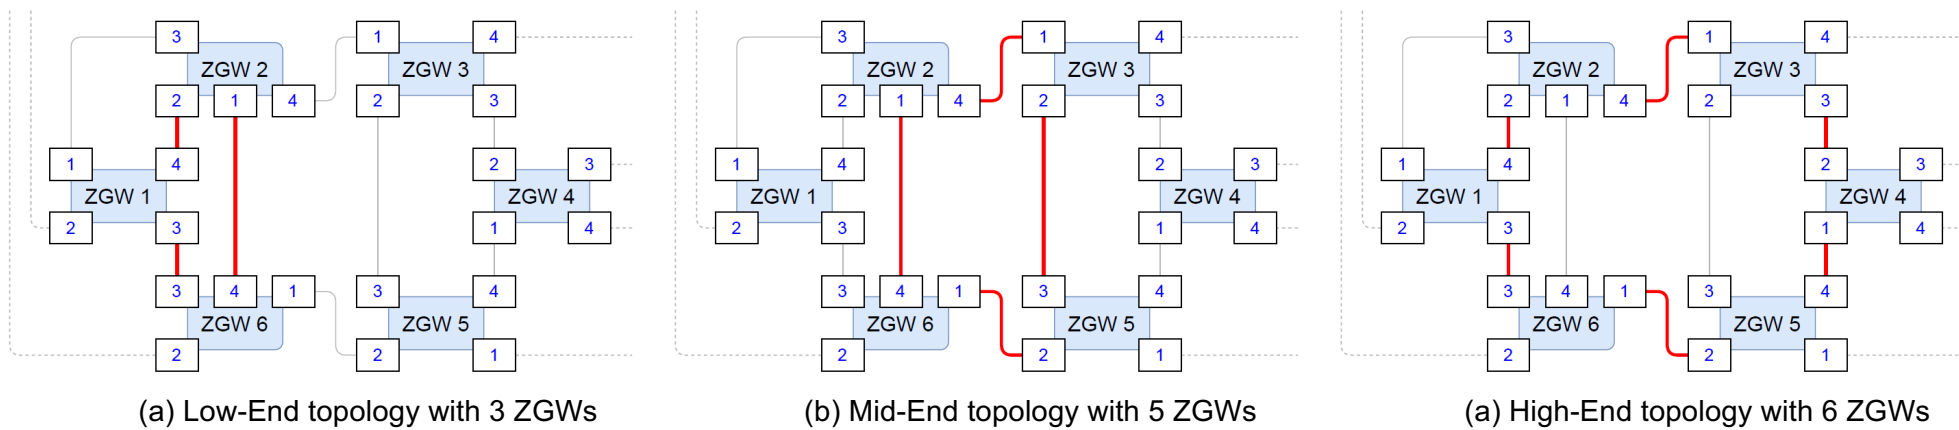 3 1 4 3 1 4 3 1 4
ZGW 2 ZGW 3 ZGW 2 ZGW 3 ZGW 2 ZGW 3
2 1 4 2 3 2 1 4 2 3 2 1 4 2 3
1 4 2 3 1 4 2 3 1 4 2 3
ZGW 1 ZGW 4 ZGW 1 ZGW 4 ZGW 1 ZGW 4
2 3 1 4 2 3 1 4 2 3 1 4
3 4 1 3 4 3 4 1 3 4 3 4 1 3 4
ZGW 6 ZGW 5 ZGW 6 ZGW 5 ZGW 6 ZGW 5
2 2 1 2 2 1 2 2 1
(a) Low-End topology with 3 ZGWs (b) Mid-End topology with 5 ZGWs (a) High-End topology with 6 ZGWs